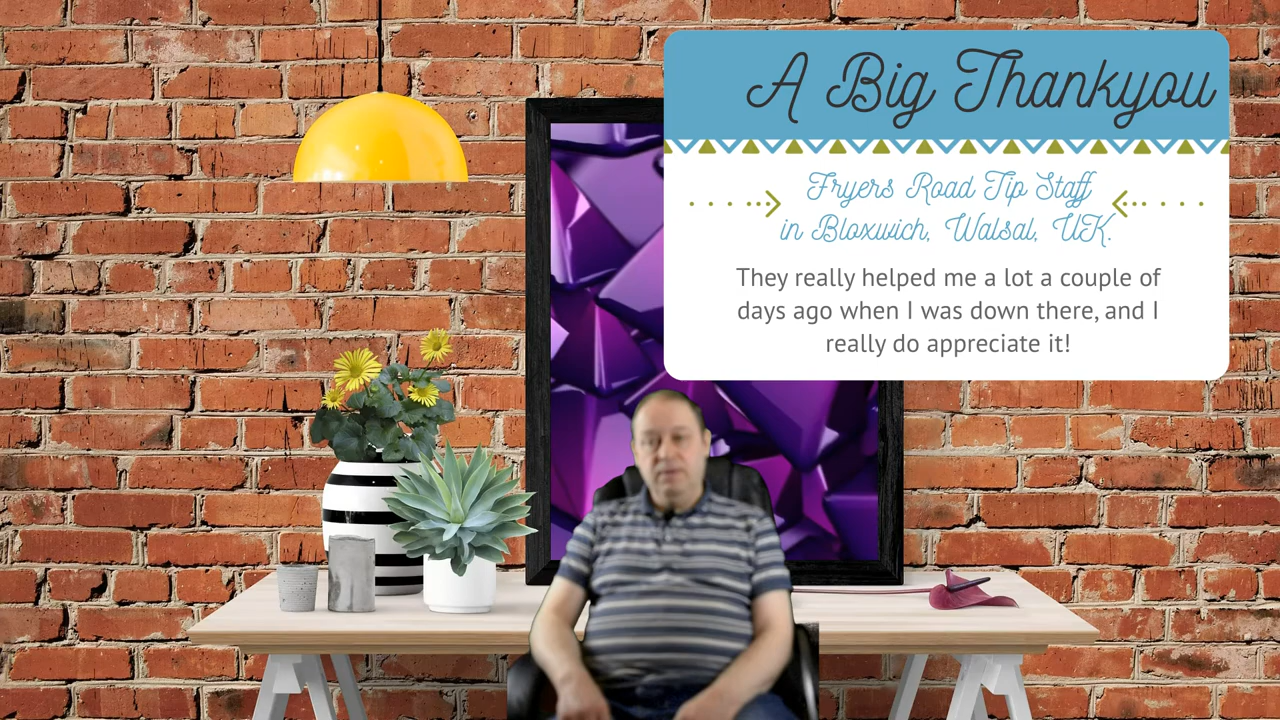 A Big Thankyou
Fryers Road Tip Staff
in Bloxwich, Walsal, UK.
They really helped me a lot a couple of
days ago when I was down there, and I
really do appreciate it!